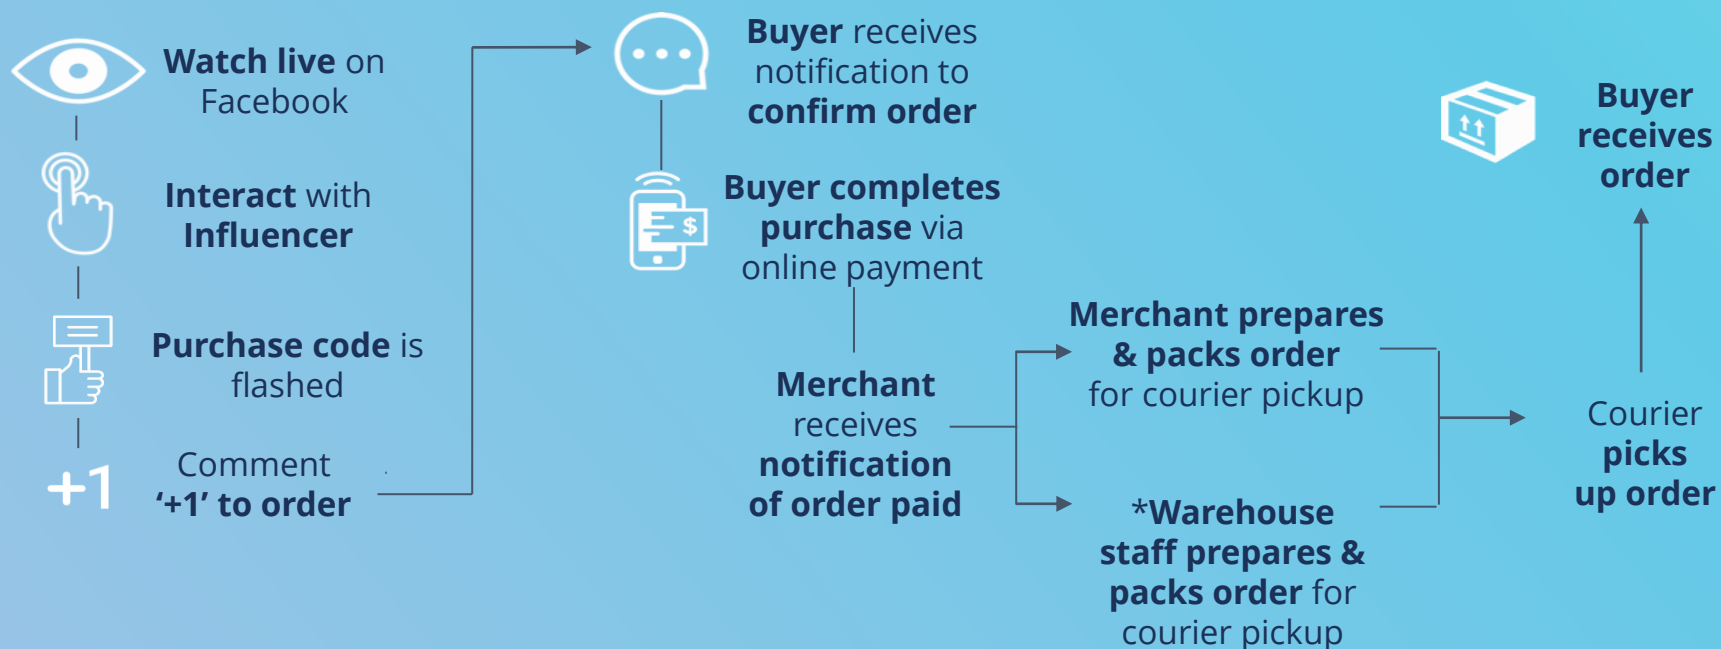 Watch live on
Facebook
Interact with
Influencer
Purchase code is
flashed
+1
Comment
‘+1’ to order
Buyer receives
notification to
confirm order
$
Buyer completes
purchase via
online payment
Merchant
receives
notification
of order paid
Merchant prepares
& packs order
for courier pickup
*Warehouse
staff prepares &
packs order for
courier pickup
Courier
picks
up order
Buyer
receives
order